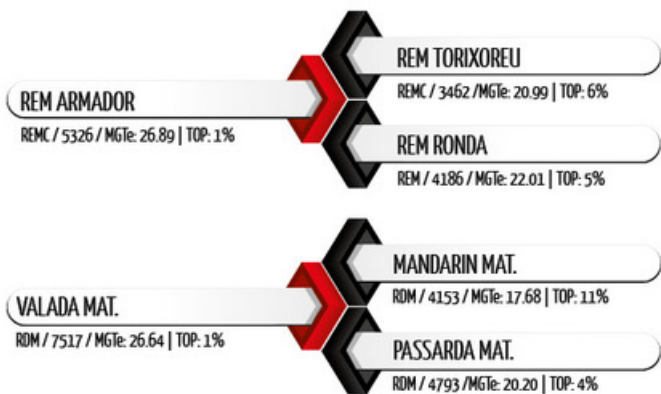 REM TORIXOREU
REMC / 3462 /MGTe: 20.99 | TOP: 6%
REM ARMADOR
REMC / 5326 / MGTe: 26.89 | TOP: 1%
REM RONDA
REM / 4186 / MGTe: 22.01 | TOP: 5%
MANDARIN MAT.
RDM / 4153 / MGTe: 17.68 | TOP: 11%
VALADA MAT.
RDM / 7517 / MGTe: 26.64 | TOP: 1%
PASSARDA MAT.
RDM / 4793 /MGTe: 20.20 | TOP: 4%